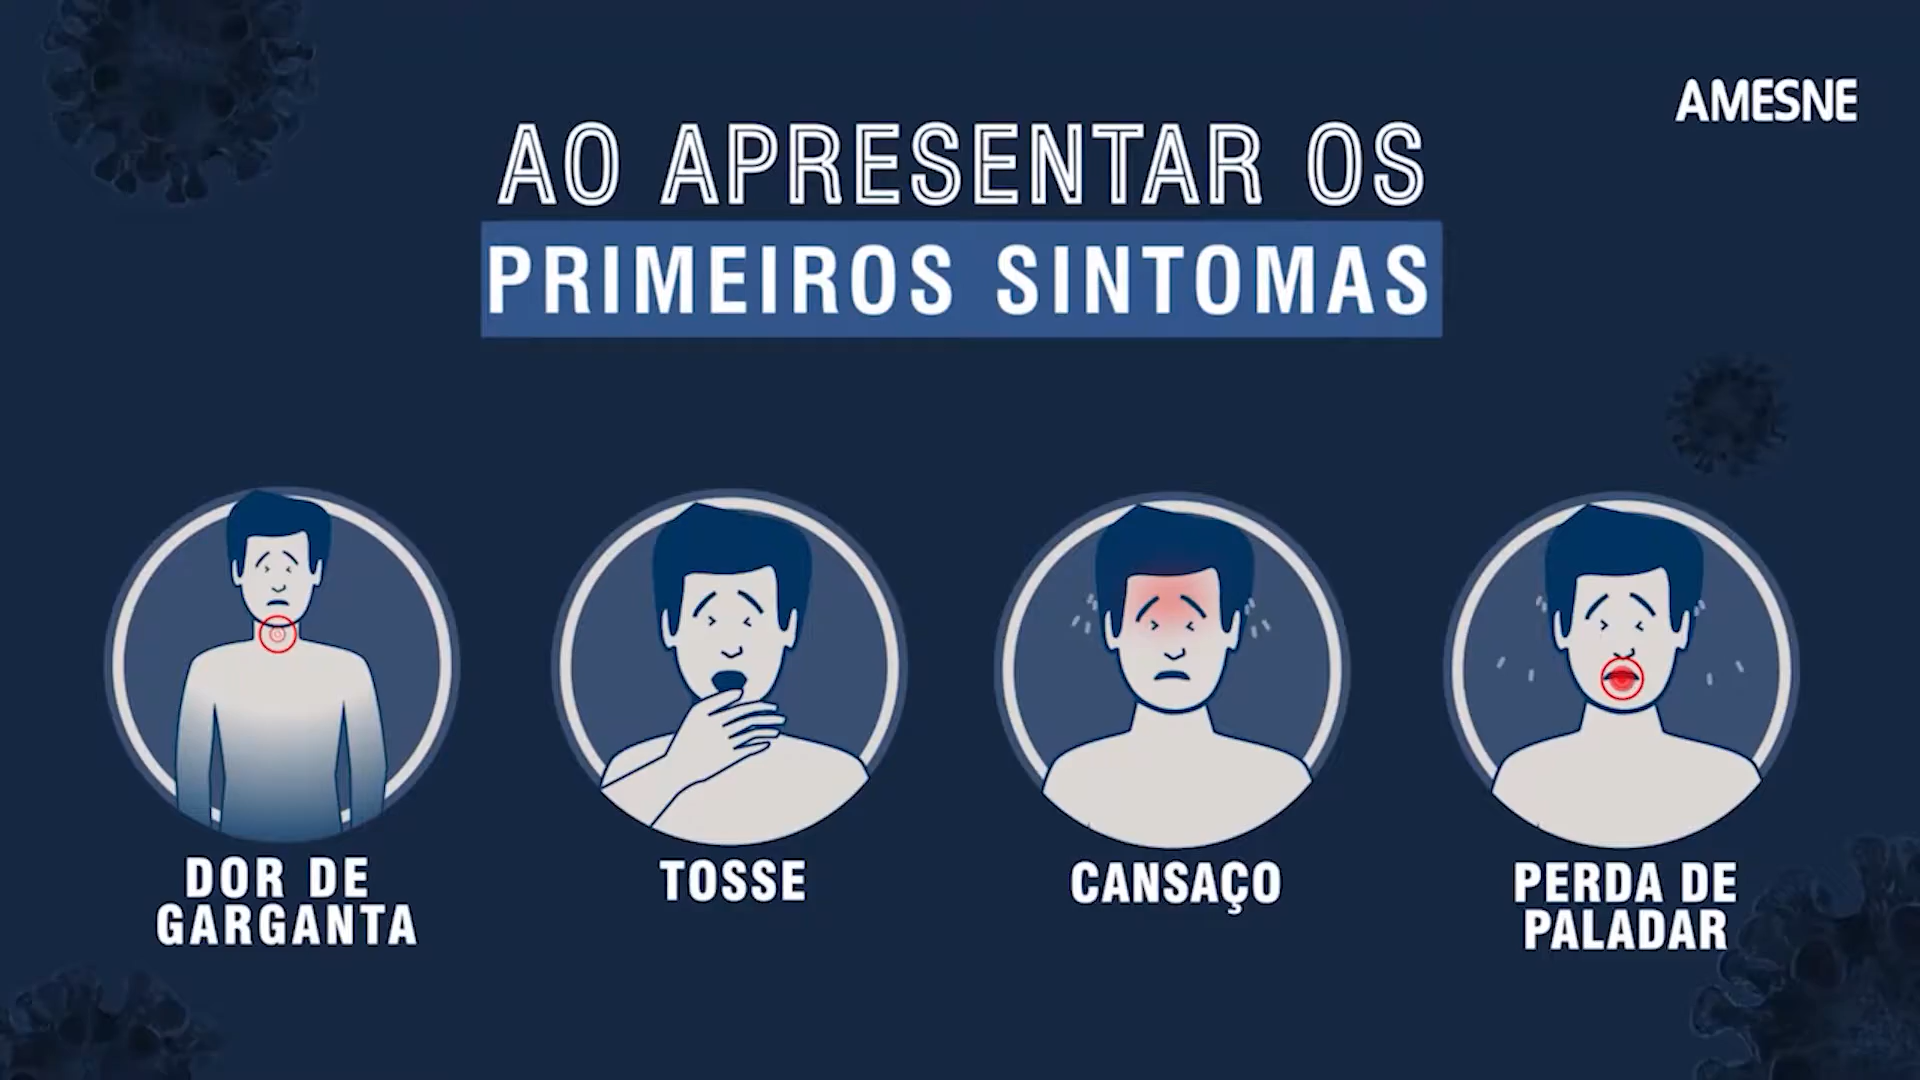 AMESNE
AO APRESENTAR OS
PRIMEIROS SINTOMAS
DOR DE
GARGANTA
TOSSE
CANSAÇO
PERDA DE
PALADAR